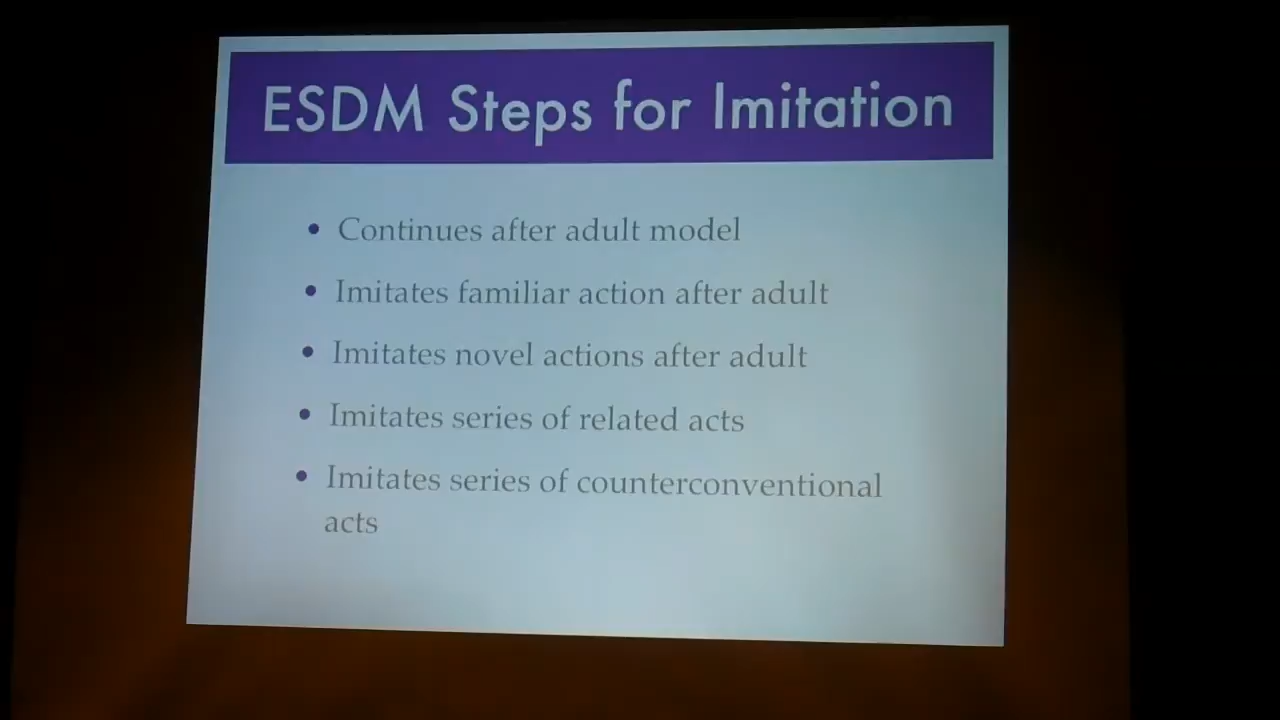 ESDM Steps for Imitation
• Continues after adult model
• Imitates familiar action after adult
• Imitates novel actions after adult
• Imitates series of related acts
• Imitates series of counterconventional
acts